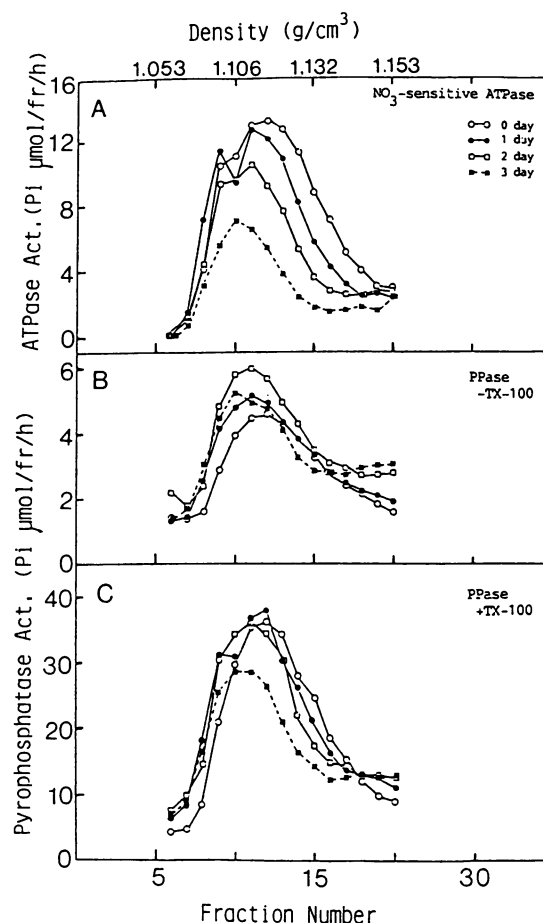 Density (g/cm³)
1.053 1.106 1.132 1.153
A
NO₃-sensitive ATPase
0 day
1 day
2 day
3 day
ATPase Act. (Pi µmol/fr/h)
16
12
8
4
0
B
PPase
-TX-100
6
4
2
0
C
PPase
+TX-100
Pyrophosphatase Act. (Pi µmol/fr/h)
40
30
20
10
0
5 15 30
Fraction Number